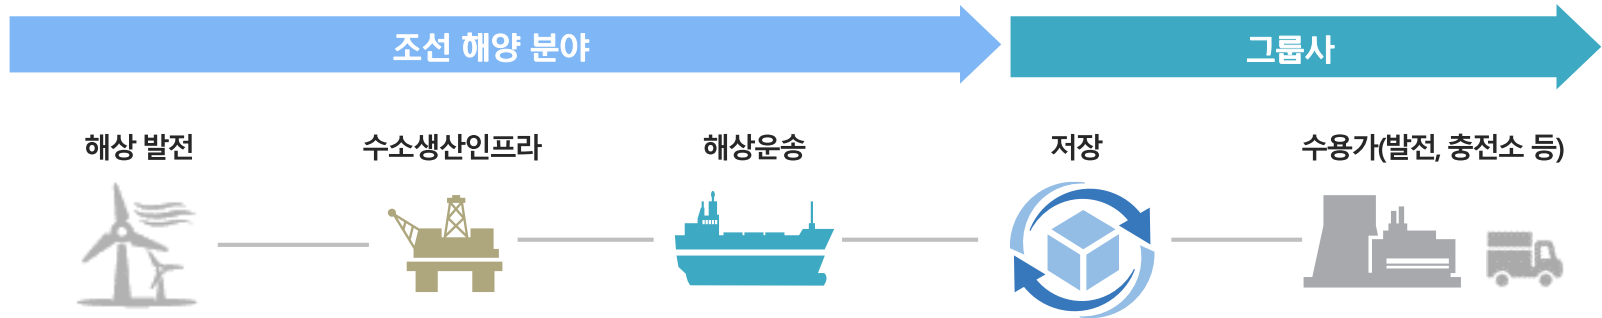 조선 해양 분야
그룹사
해상 발전
수소생산인프라
해상운송
저장
수용가(발전, 충전소 등)